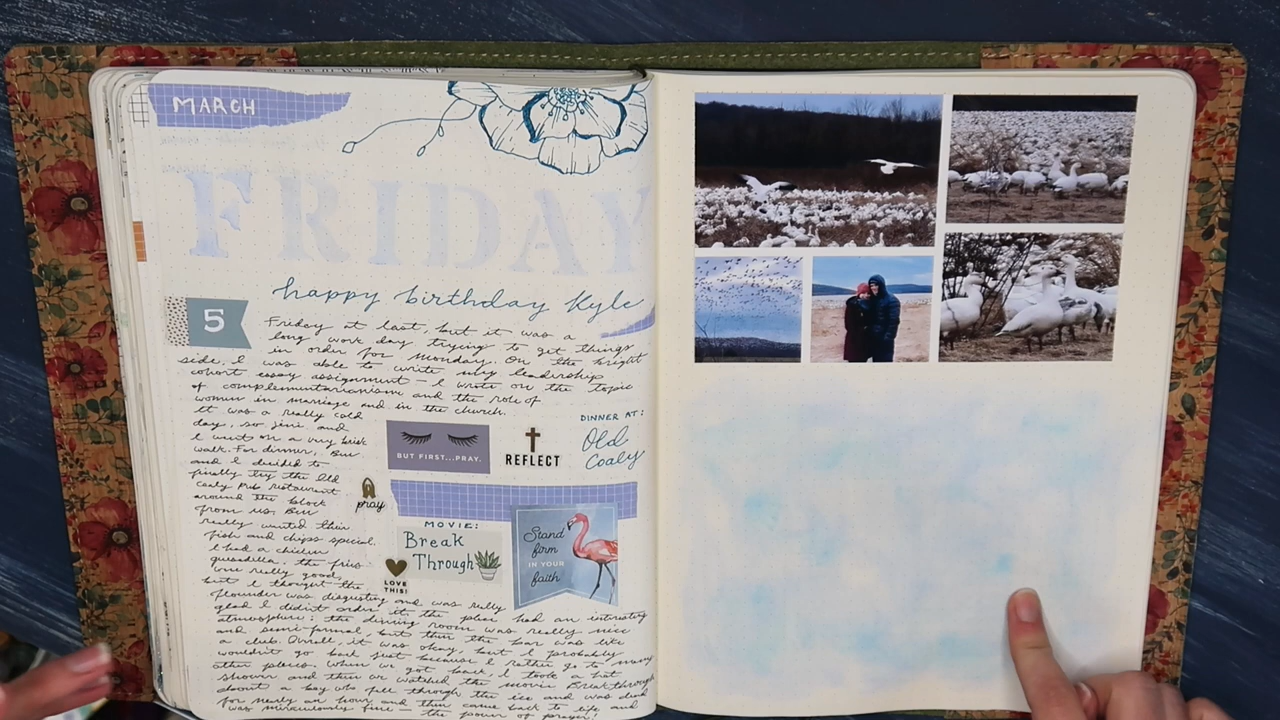 MARCH
FRIDAY
happy birthday Kyle
5
Friday at last, but it was a
long work day trying to get things
in order for Monday. On the bright
side, I was able to write my leadership
cohort essay assignment - I wrote on the topic
of complementarianism and the role of
women in marriage and in the church.
It was a really cold
day, so and
I went on a very brisk
walk. For dinner,
and I decided to
finally try the Old
Coaly Pub restaurant
around the block
from us.
really wanted their
fish and chips special.
I had a chicken
quesadilla, the fries
were really good,
but I thought the
flounder was disgusting and was really
glad I didn't order it. The place had an interesting
atmosphere; the dining room was really nice
and semi-formal, but then the bar was like
a club. Overall, it was okay, but I probably
wouldn't go back just because I rather go to many
other places. When we got back, I took a hot
shower and then we watched the movie Breakthrough
about a boy who fell through the ice and was dead
for nearly an hour and then came back to life and
was miraculously fine - the power of prayer!
BUT FIRST...PRAY.
REFLECT
DINNER AT:
Old
Coaly
pray
MOVIE:
Break
Through
LOVE
THIS!
Stand
firm
IN YOUR
faith